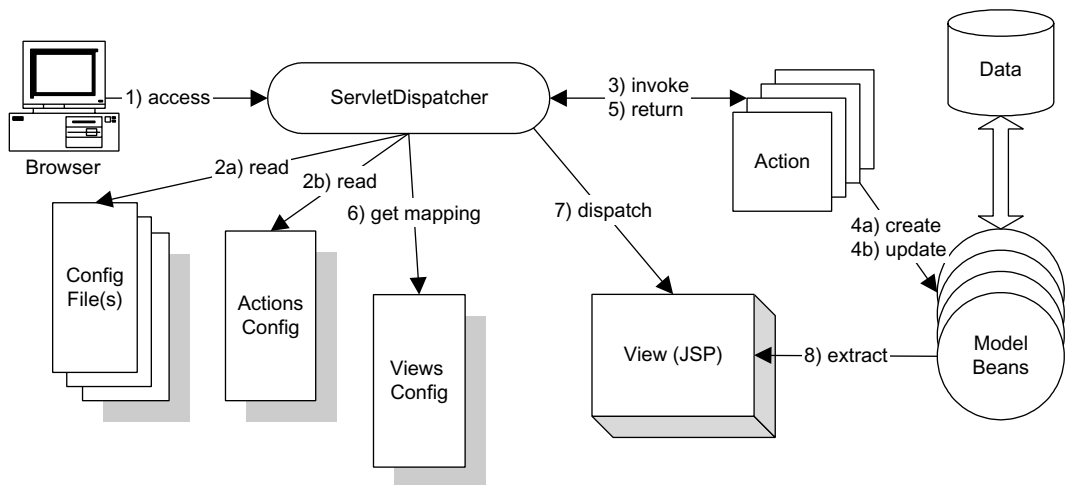 Data
1) access
ServletDispatcher
3) invoke
5) return
Browser
Action
2a) read
2b) read
6) get mapping
7) dispatch
4a) create
4b) update
Config
File(s)
Actions
Config
Views
Config
View (JSP)
8) extract
Model
Beans